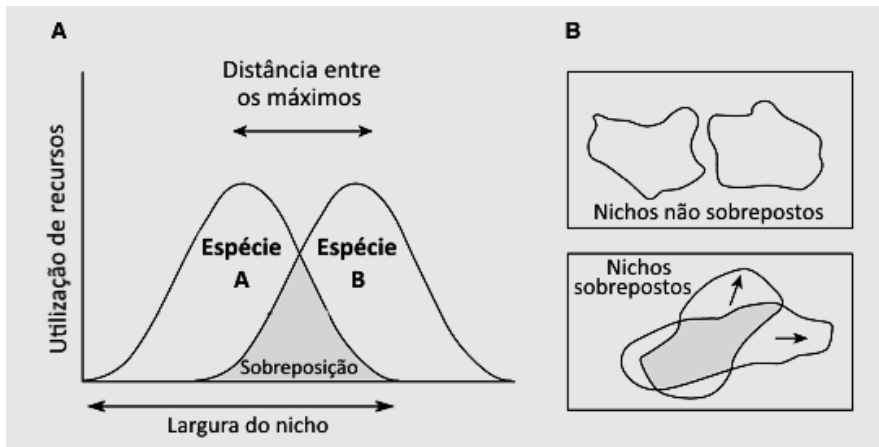 A
Distância entre
os máximos
Utilização de recursos
Espécie
A
Espécie
B
Sobreposição
Largura do nicho
B
Nichos não sobrepostos
Nichos
sobrepostos